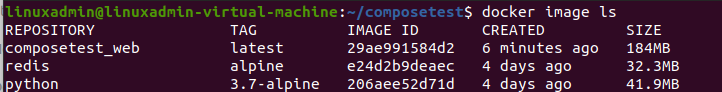 linuxadmin@linuxadmin-virtual-machine:~/composetest$ docker image ls
REPOSITORY TAG IMAGE ID CREATED SIZE
composetest_web latest 29ae991584d2 6 minutes ago 184MB
redis alpine e24d2b9deaec 4 days ago 32.3MB
python 3.7-alpine 206aee52d71d 4 days ago 41.9MB